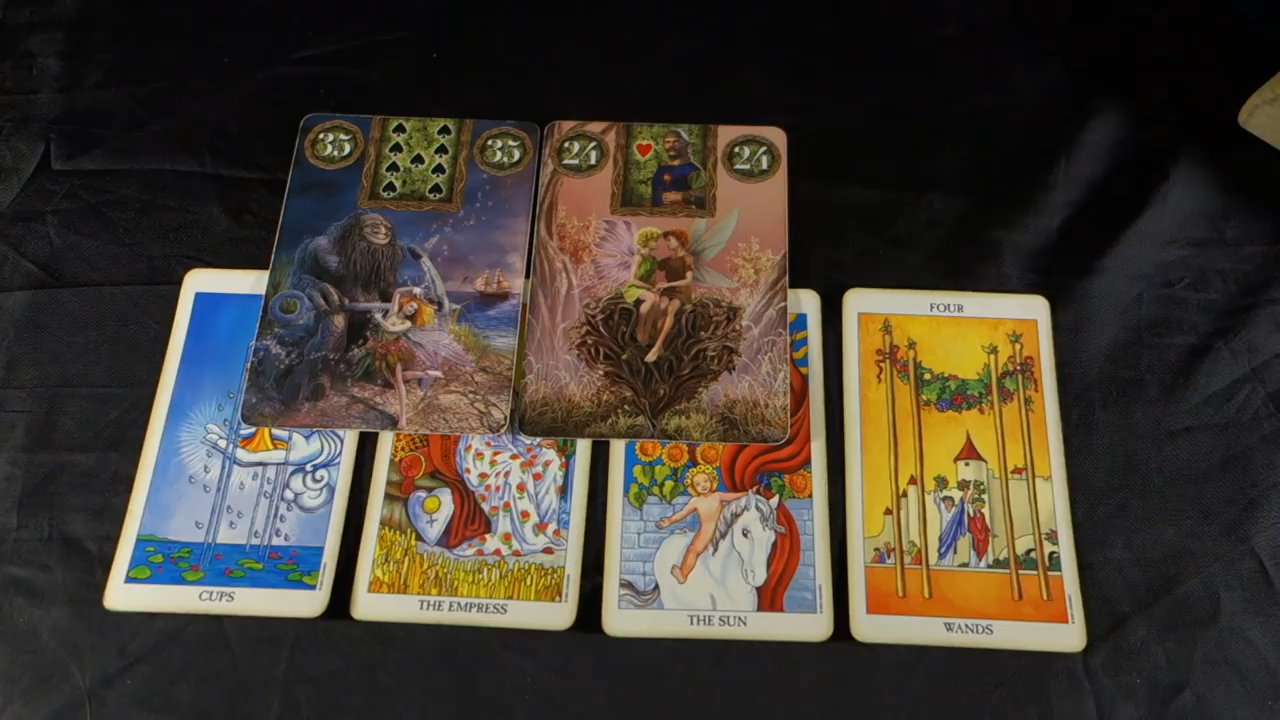 35 35
24 24
FOUR
CUPS
THE EMPRESS
THE SUN
WANDS